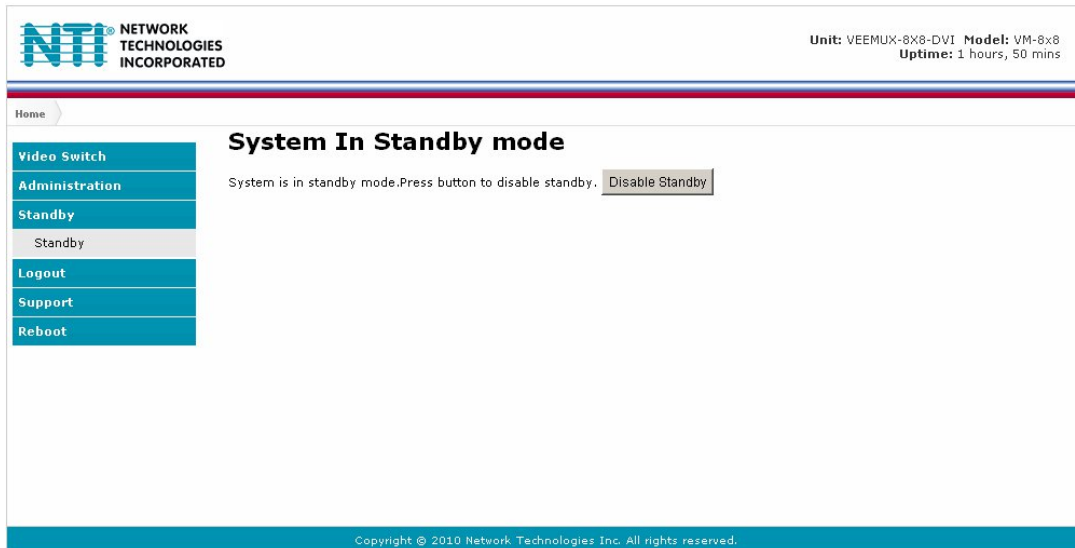 NTI®
NETWORK
TECHNOLOGIES
INCORPORATED
Unit: VEEMUX-8X8-DVI Model: VM-8x8
Uptime: 1 hours, 50 mins
Home
System In Standby mode
System is in standby mode.Press button to disable standby. Disable Standby
Video Switch
Administration
Standby
Standby
Logout
Support
Reboot
Copyright @ 2010 Network Technologies Inc. All rights reserved.